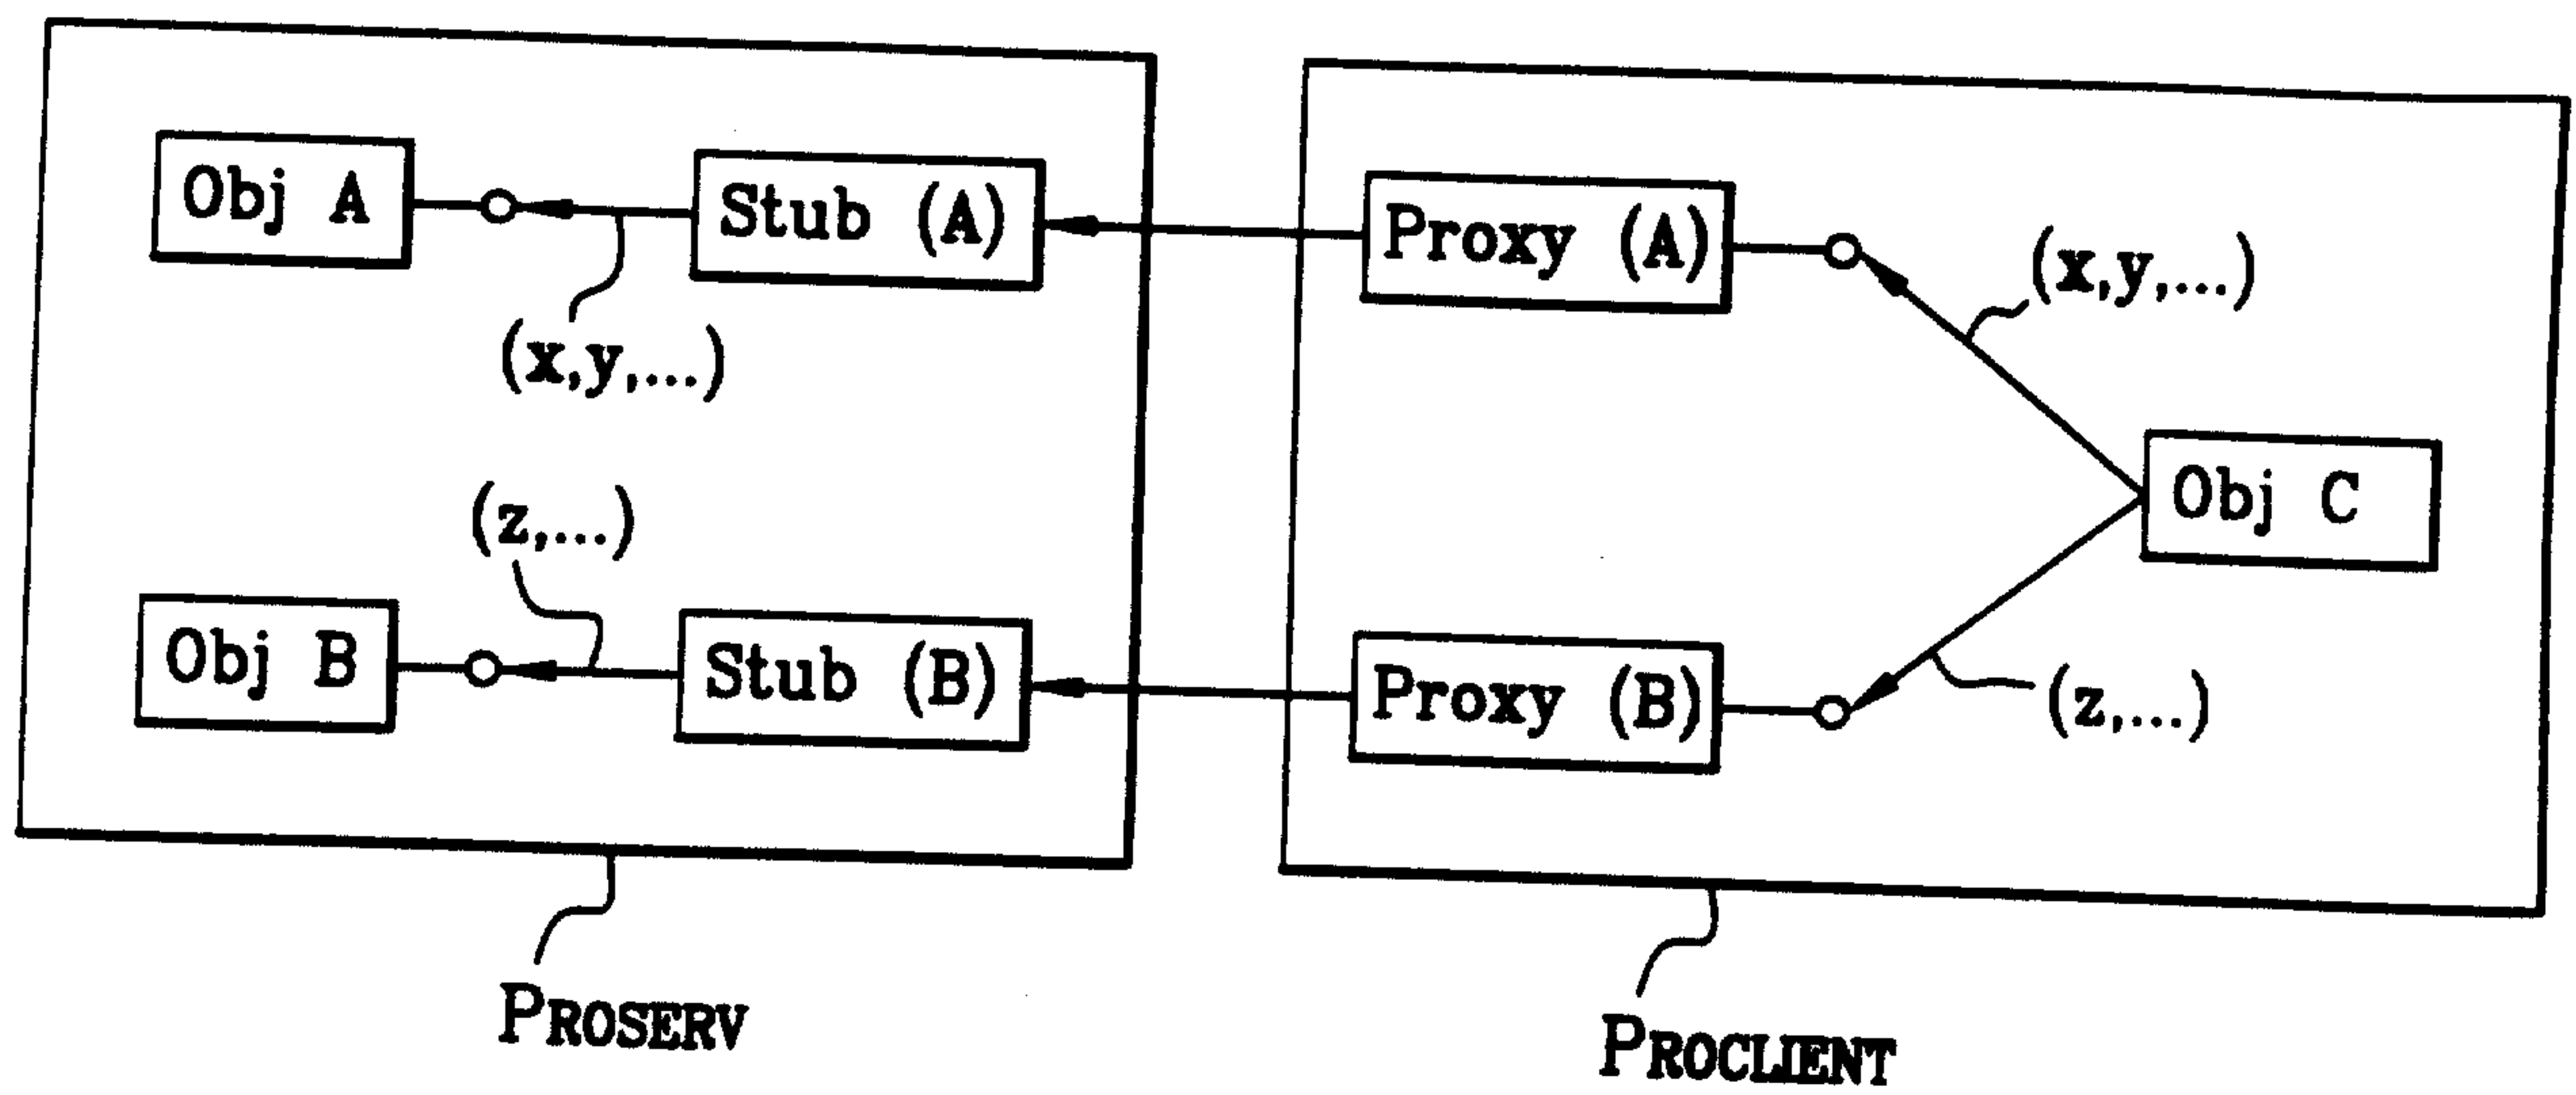 Obj A
Stub (A)
Proxy (A)
(x,y,...)
(x,y,...)
Obj C
(z,...)
Obj B
Stub (B)
Proxy (B)
(z,...)
PROSERV
PROCLIENT